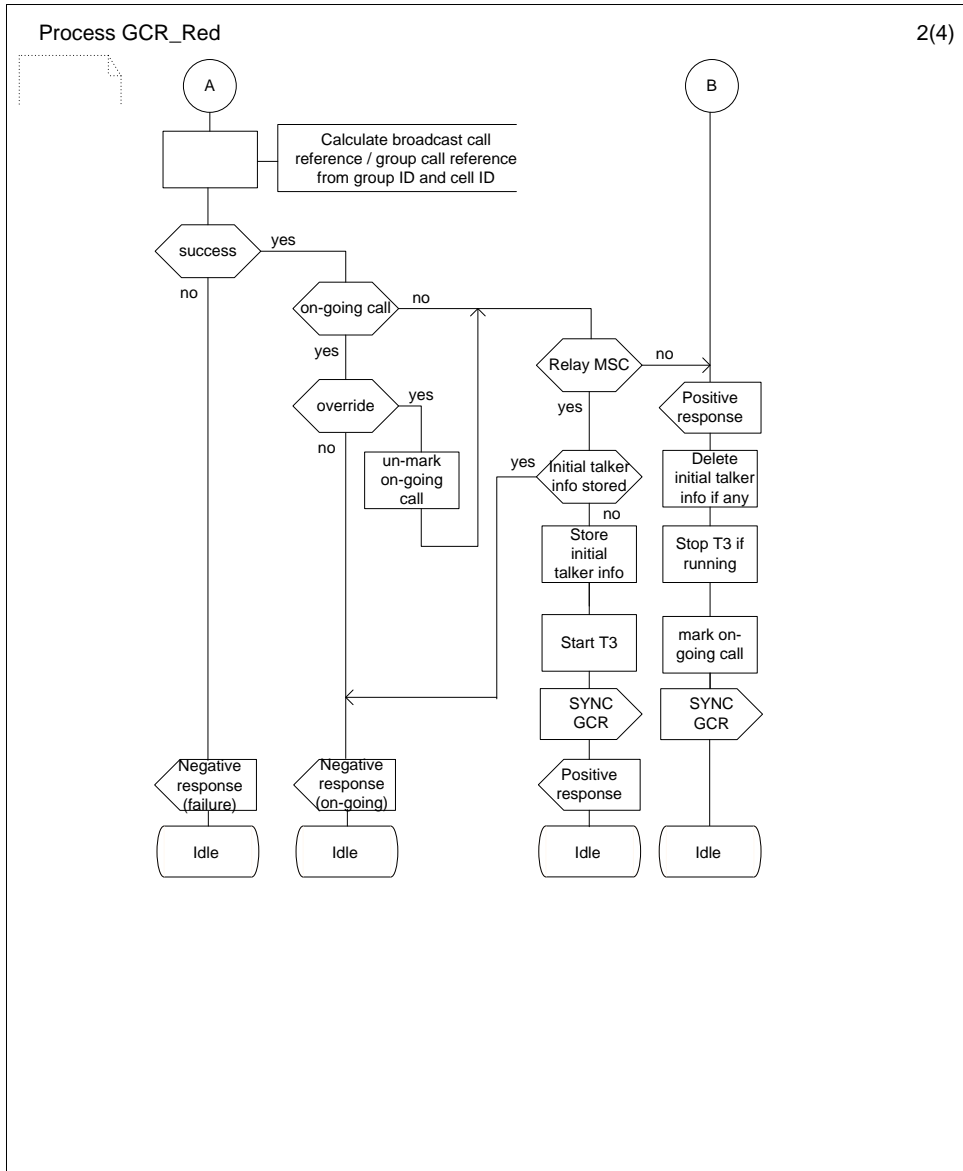 Process GCR_Red
2(4)
A
B
Calculate broadcast call
reference / group call reference
from group ID and cell ID
success
yes
no
on-going call
no
yes
Relay MSC
no
yes
override
yes
no
Positive
response
un-mark
on-going
call
yes
Initial talker
info stored
no
Delete
initial talker
info if any
Store
initial
talker info
Stop T3 if
running
Start T3
mark on-
going call
SYNC
GCR
SYNC
GCR
Negative
response
(failure)
Negative
response
(on-going)
Positive
response
Idle
Idle
Idle
Idle